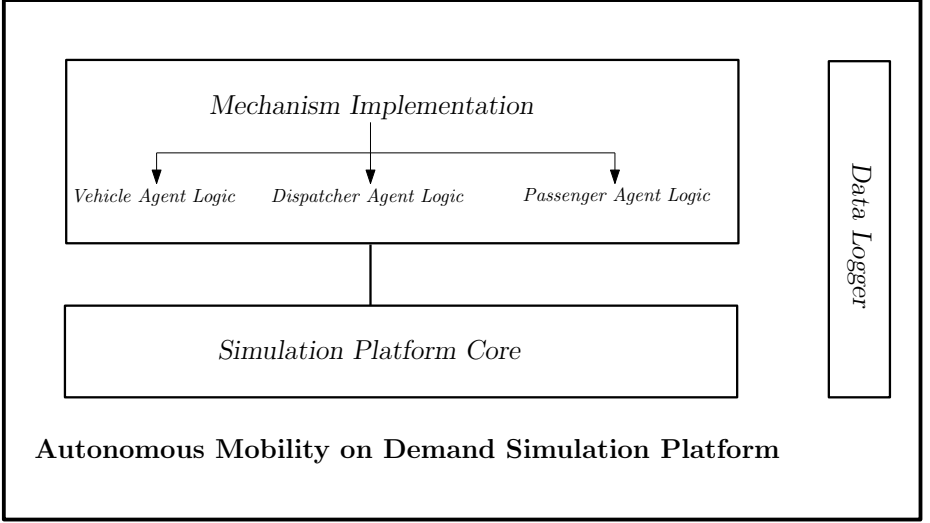 Mechanism Implementation
Vehicle Agent Logic
Dispatcher Agent Logic
Passenger Agent Logic
Data Logger
Simulation Platform Core
Autonomous Mobility on Demand Simulation Platform